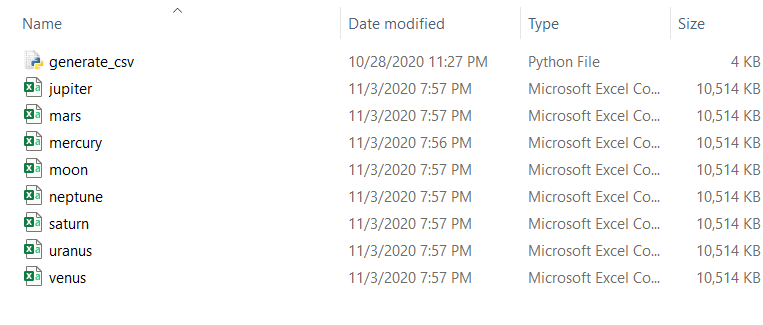 Name Date modified Type Size
generate_csv 10/28/2020 11:27 PM Python File 4 KB
jupiter 11/3/2020 7:57 PM Microsoft Excel Co... 10,514 KB
mars 11/3/2020 7:57 PM Microsoft Excel Co... 10,514 KB
mercury 11/3/2020 7:56 PM Microsoft Excel Co... 10,514 KB
moon 11/3/2020 7:57 PM Microsoft Excel Co... 10,514 KB
neptune 11/3/2020 7:57 PM Microsoft Excel Co... 10,514 KB
saturn 11/3/2020 7:57 PM Microsoft Excel Co... 10,514 KB
uranus 11/3/2020 7:57 PM Microsoft Excel Co... 10,514 KB
venus 11/3/2020 7:57 PM Microsoft Excel Co... 10,514 KB